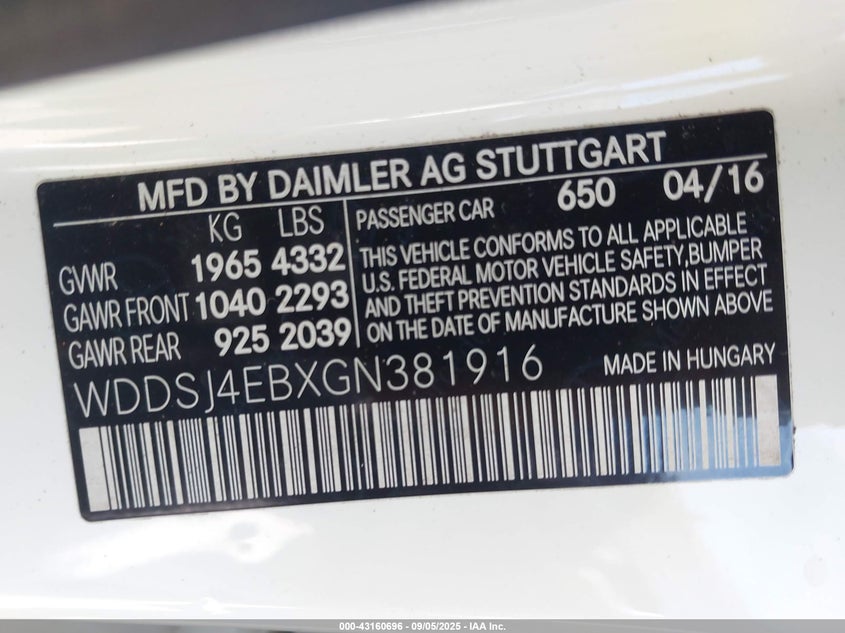 MFD BY DAIMLER AG STUTTGART
KG LBS
GVWR 1965 4332
GAWR FRONT 1040 2293
GAWR REAR 925 2039
PASSENGER CAR 650 04/16
THIS VEHICLE CONFORMS TO ALL APPLICABLE
U.S. FEDERAL MOTOR VEHICLE SAFETY,BUMPER
AND THEFT PREVENTION STANDARDS IN EFFECT
ON THE DATE OF MANUFACTURE SHOWN ABOVE
WDDSJ4EBXGN381916 MADE IN HUNGARY
000-43160696 - 09/05/2025 - IAA Inc.